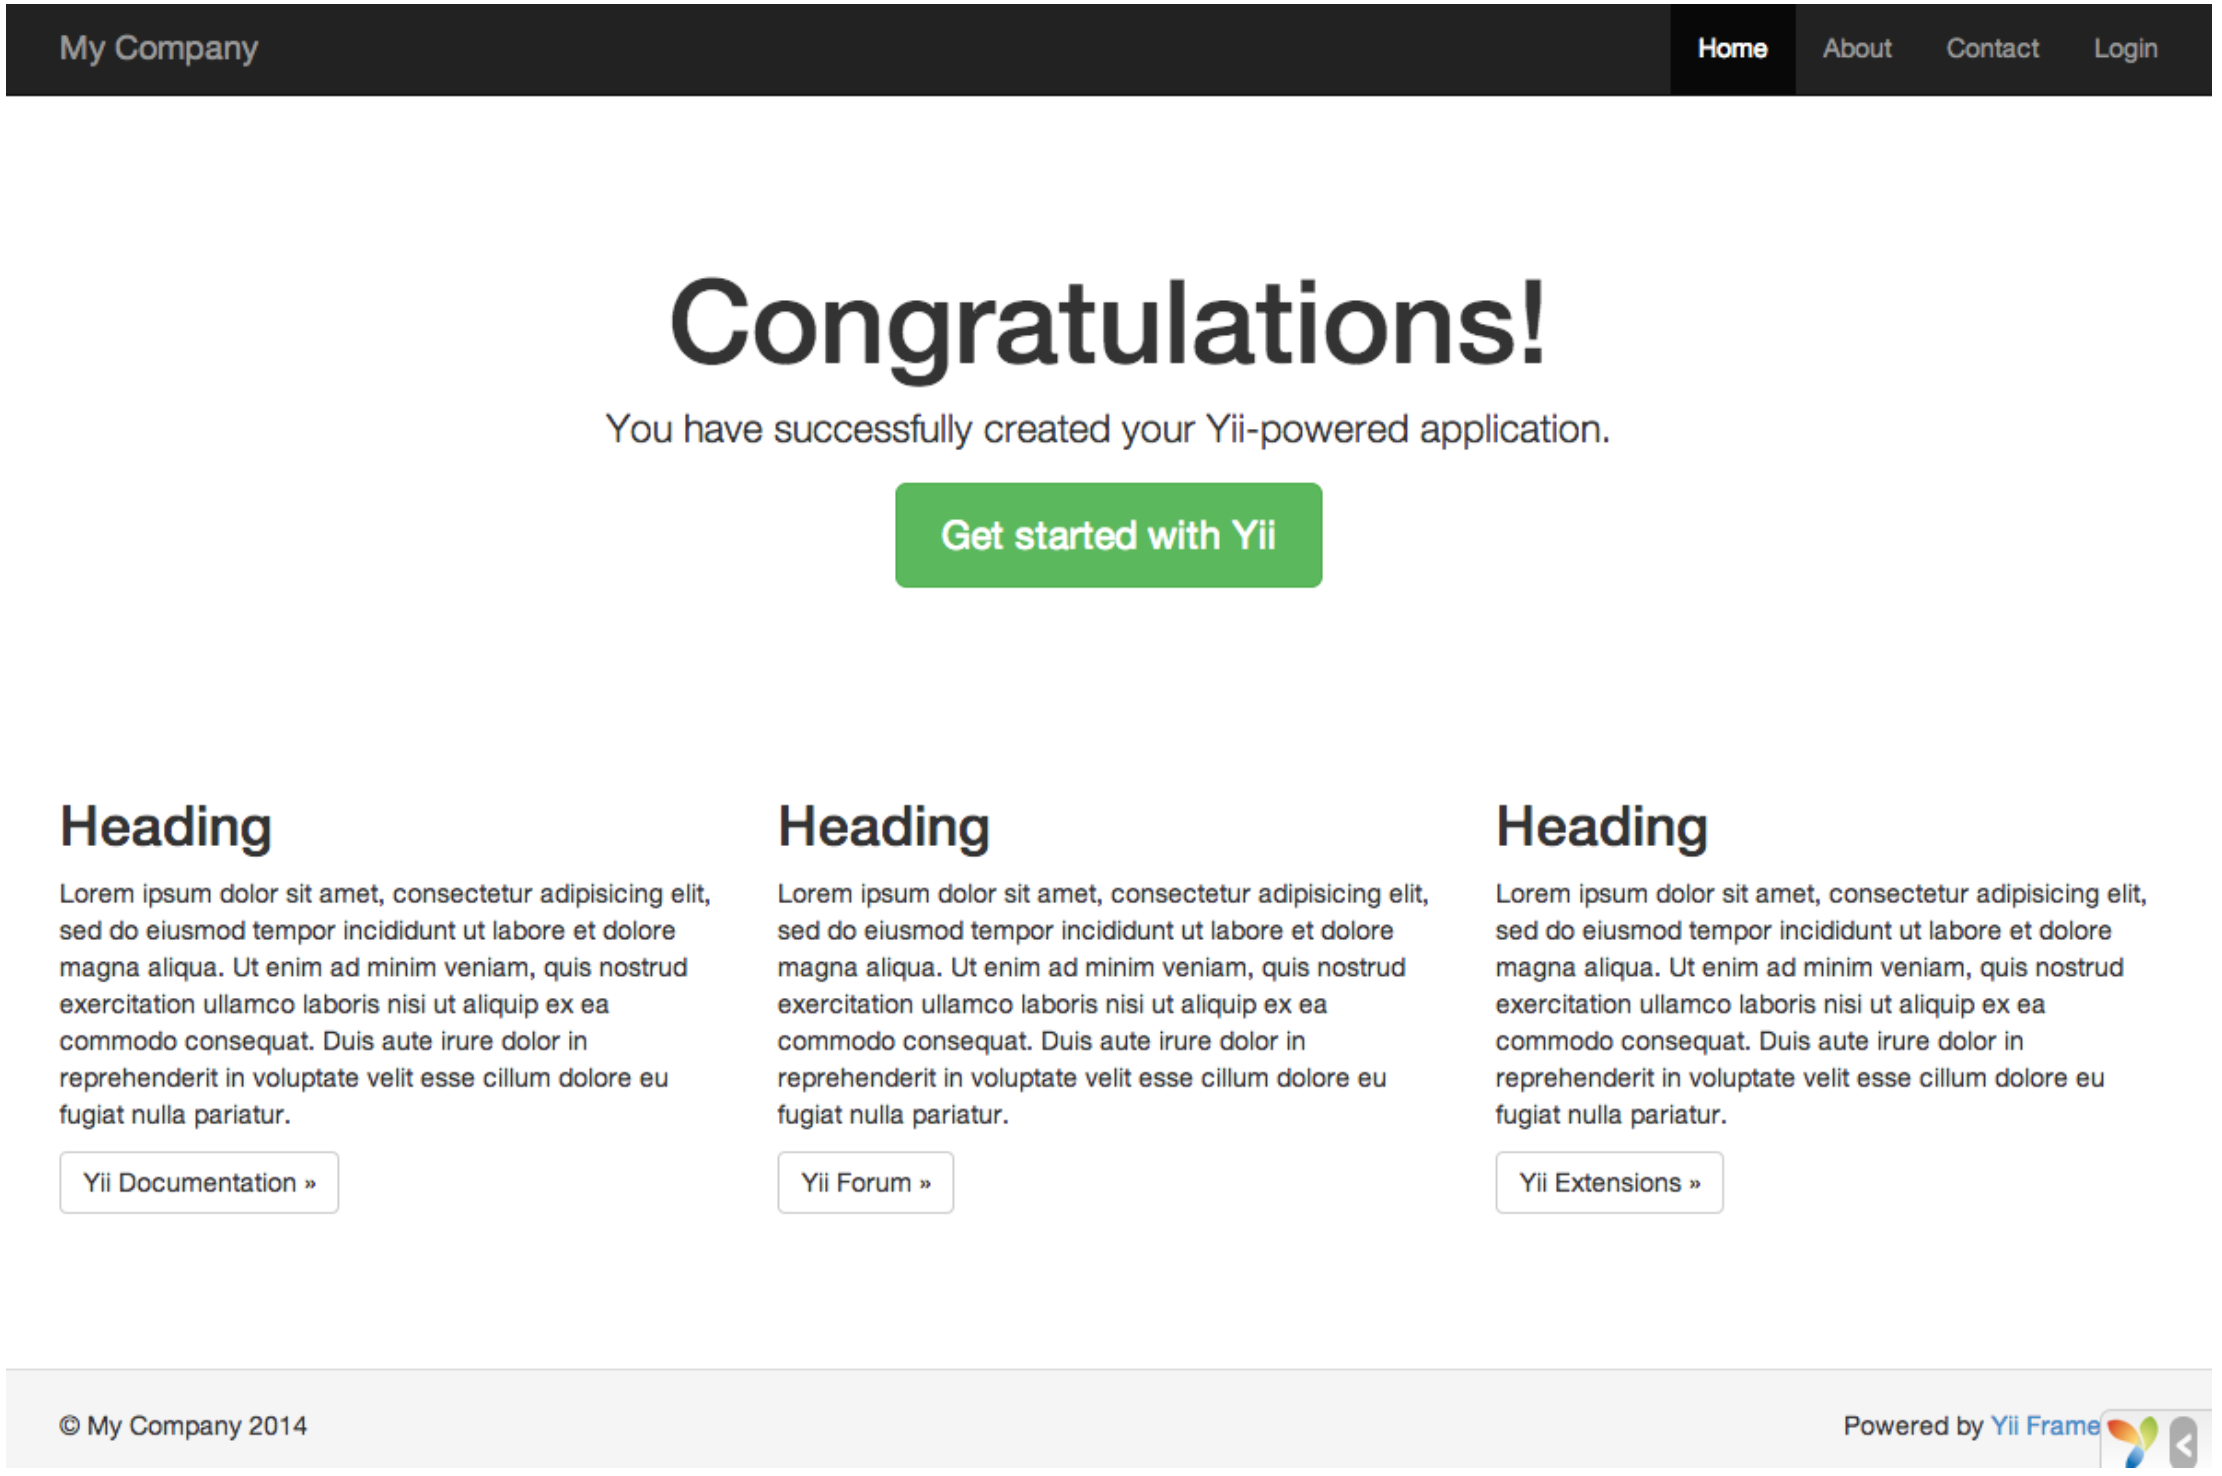 My Company
Home About Contact Login
Congratulations!
You have successfully created your Yii-powered application.
Get started with Yii
Heading
Lorem ipsum dolor sit amet, consectetur adipisicing elit,
sed do eiusmod tempor incididunt ut labore et dolore
magna aliqua. Ut enim ad minim veniam, quis nostrud
exercitation ullamco laboris nisi ut aliquip ex ea
commodo consequat. Duis aute irure dolor in
reprehenderit in voluptate velit esse cillum dolore eu
fugiat nulla pariatur.
Yii Documentation »
Heading
Lorem ipsum dolor sit amet, consectetur adipisicing elit,
sed do eiusmod tempor incididunt ut labore et dolore
magna aliqua. Ut enim ad minim veniam, quis nostrud
exercitation ullamco laboris nisi ut aliquip ex ea
commodo consequat. Duis aute irure dolor in
reprehenderit in voluptate velit esse cillum dolore eu
fugiat nulla pariatur.
Yii Forum »
Heading
Lorem ipsum dolor sit amet, consectetur adipisicing elit,
sed do eiusmod tempor incididunt ut labore et dolore
magna aliqua. Ut enim ad minim veniam, quis nostrud
exercitation ullamco laboris nisi ut aliquip ex ea
commodo consequat. Duis aute irure dolor in
reprehenderit in voluptate velit esse cillum dolore eu
fugiat nulla pariatur.
Yii Extensions »
© My Company 2014
Powered by Yii Frame